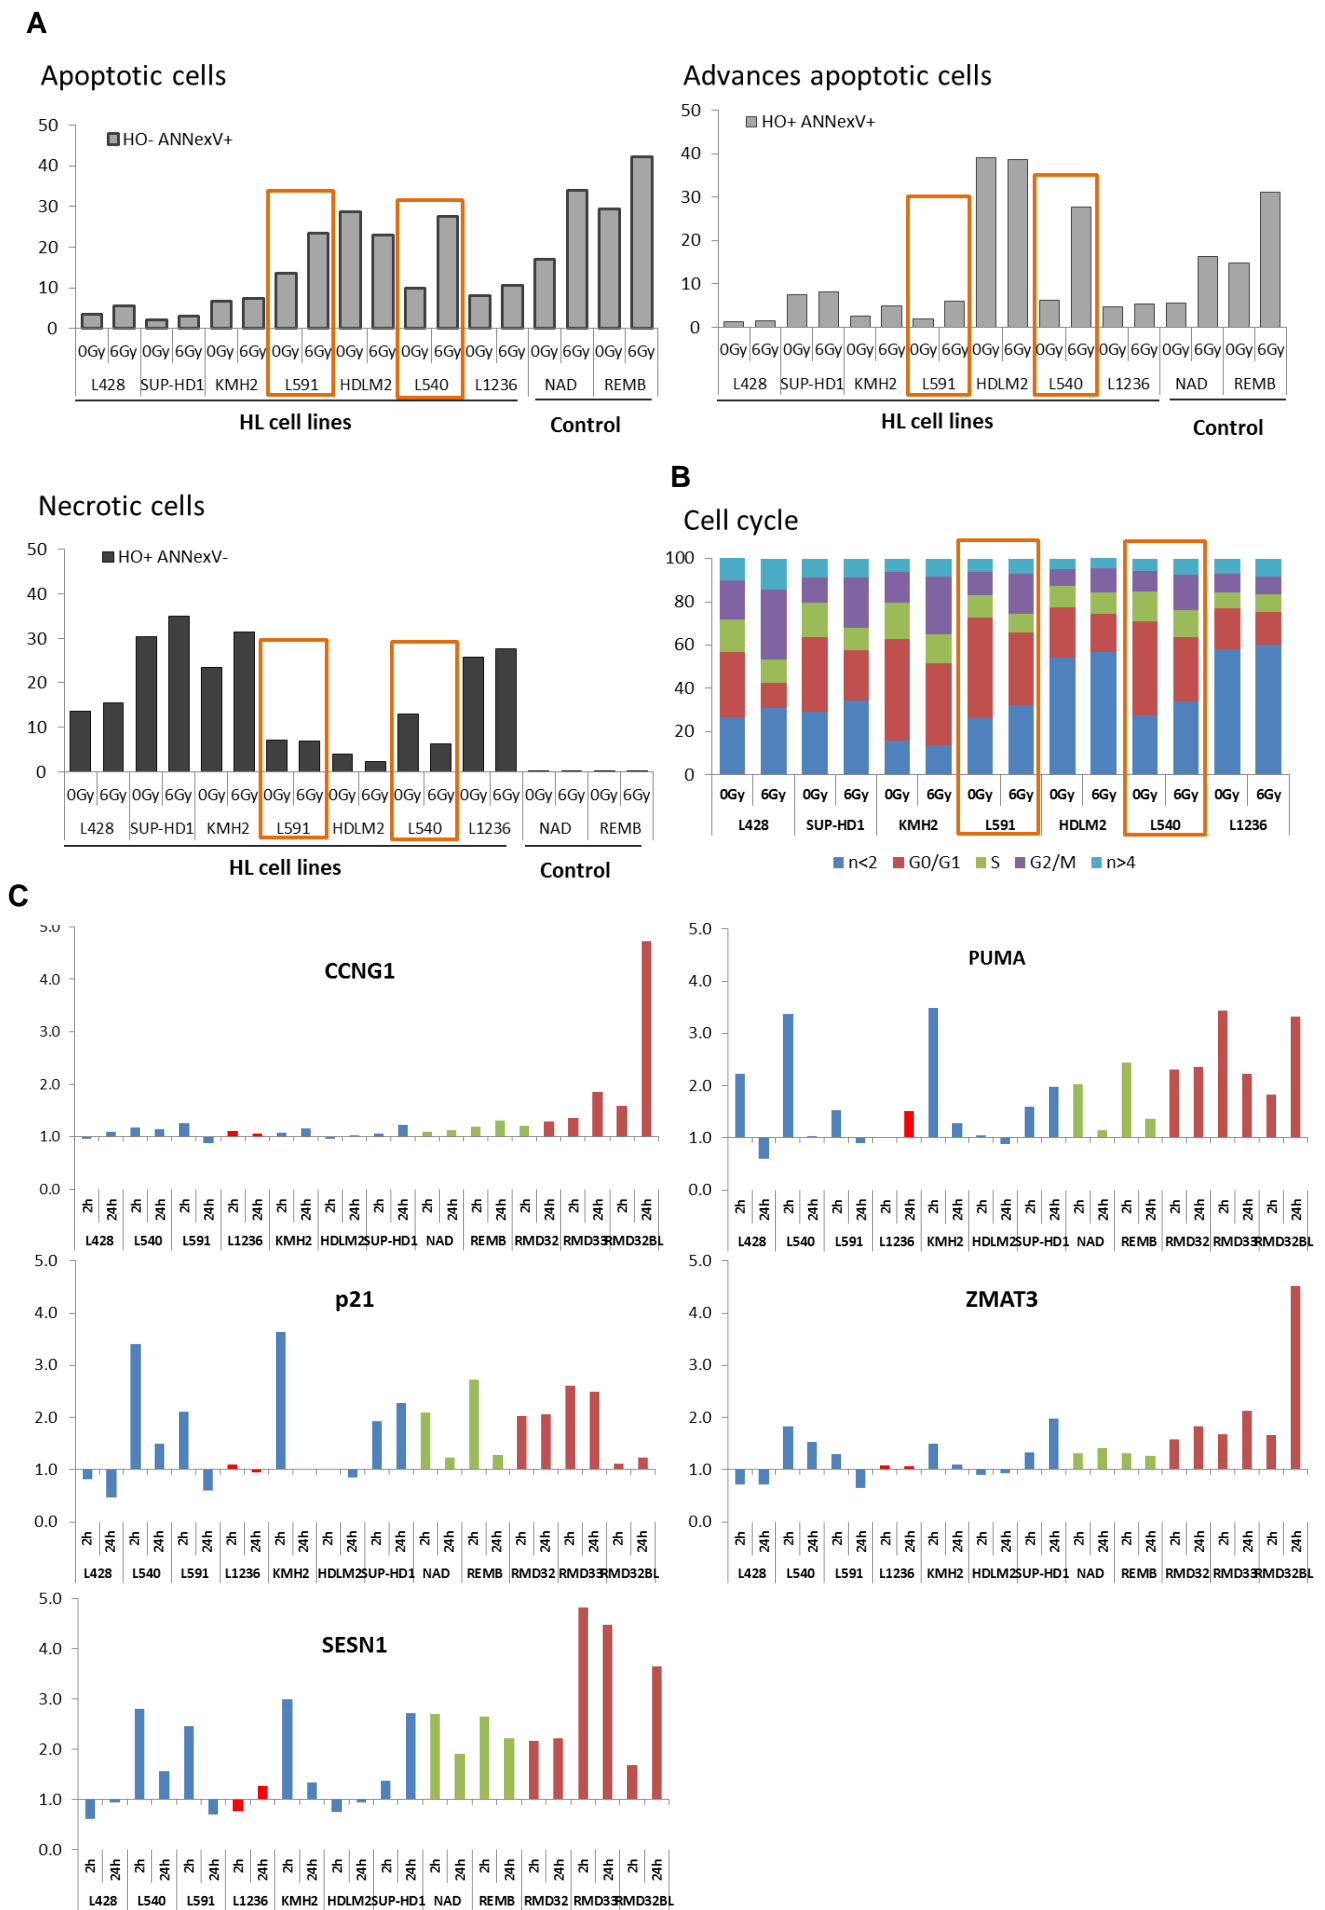 A
Apoptotic cells
50
40
30
20
10
0
HO- ANNexV+
0Gy 6Gy 0Gy 6Gy 0Gy 6Gy 0Gy 6Gy 0Gy 6Gy 0Gy 6Gy 0Gy 6Gy 0Gy 6Gy 0Gy 6Gy
L428 SUP-HD1 KMH2 L591 HDLM2 L540 L1236 NAD REMB
HL cell lines
Control
Advances apoptotic cells
50
40
30
20
10
0
HO+ ANNexV+
0Gy 6Gy 0Gy 6Gy 0Gy 6Gy 0Gy 6Gy 0Gy 6Gy 0Gy 6Gy 0Gy 6Gy 0Gy 6Gy 0Gy 6Gy
L428 SUP-HD1 KMH2 L591 HDLM2 L540 L1236 NAD REMB
HL cell lines
Control
Necrotic cells
50
40
30
20
10
0
HO+ ANNexV-
0Gy 6Gy 0Gy 6Gy 0Gy 6Gy 0Gy 6Gy 0Gy 6Gy 0Gy 6Gy 0Gy 6Gy 0Gy 6Gy 0Gy 6Gy
L428 SUP-HD1 KMH2 L591 HDLM2 L540 L1236 NAD REMB
HL cell lines
Control
B
Cell cycle
100
80
60
40
20
0
0Gy 6Gy 0Gy 6Gy 0Gy 6Gy 0Gy 6Gy 0Gy 6Gy 0Gy 6Gy 0Gy 6Gy
L428 SUP-HD1 KMH2 L591 HDLM2 L540 L1236
n<2 G0/G1 S G2/M n>4
C
5.0
4.0
3.0
2.0
1.0
0.0
CCNG1
2h 24h 2h 24h 2h 24h 2h 24h 2h 24h 2h 24h 2h 24h 2h 24h 2h 24h 2h 24h 2h 24h 2h 24h
L428 L540 L591 L1236 KMH2 HDLM2 SUP-HD1 NAD REMB RMD32 RMD33 RMD32BL
5.0
4.0
3.0
2.0
1.0
0.0
PUMA
2h 24h 2h 24h 2h 24h 2h 24h 2h 24h 2h 24h 2h 24h 2h 24h 2h 24h 2h 24h 2h 24h 2h 24h
L428 L540 L591 L1236 KMH2 HDLM2 SUP-HD1 NAD REMB RMD32 RMD33 RMD32BL
5.0
4.0
3.0
2.0
1.0
0.0
p21
2h 24h 2h 24h 2h 24h 2h 24h 2h 24h 2h 24h 2h 24h 2h 24h 2h 24h 2h 24h 2h 24h 2h 24h
L428 L540 L591 L1236 KMH2 HDLM2 SUP-HD1 NAD REMB RMD32 RMD33 RMD32BL
5.0
4.0
3.0
2.0
1.0
0.0
ZMAT3
2h 24h 2h 24h 2h 24h 2h 24h 2h 24h 2h 24h 2h 24h 2h 24h 2h 24h 2h 24h 2h 24h 2h 24h
L428 L540 L591 L1236 KMH2 HDLM2 SUP-HD1 NAD REMB RMD32 RMD33 RMD32BL
5.0
4.0
3.0
2.0
1.0
0.0
SESN1
2h 24h 2h 24h 2h 24h 2h 24h 2h 24h 2h 24h 2h 24h 2h 24h 2h 24h 2h 24h 2h 24h 2h 24h
L428 L540 L591 L1236 KMH2 HDLM2 SUP-HD1 NAD REMB RMD32 RMD33 RMD32BL